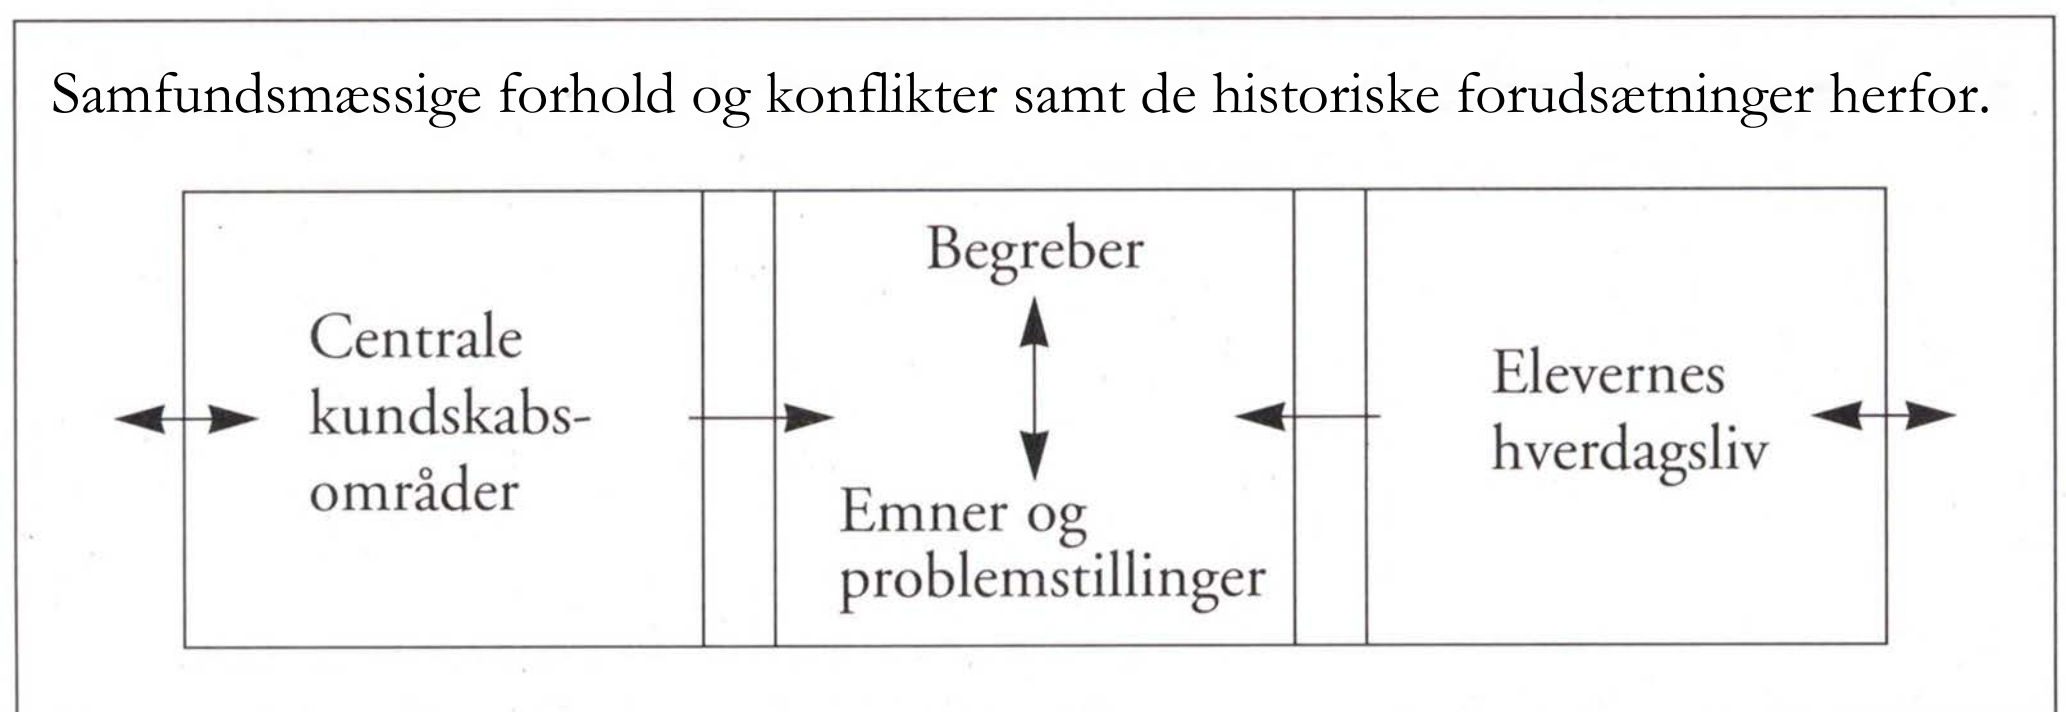 Samfundsmæssige forhold og konflikter samt de historiske forudsætninger herfor.
Centrale
kundskabs-
områder
Begreber
Emner og
problemstillinger
Elevernes
hverdagsliv